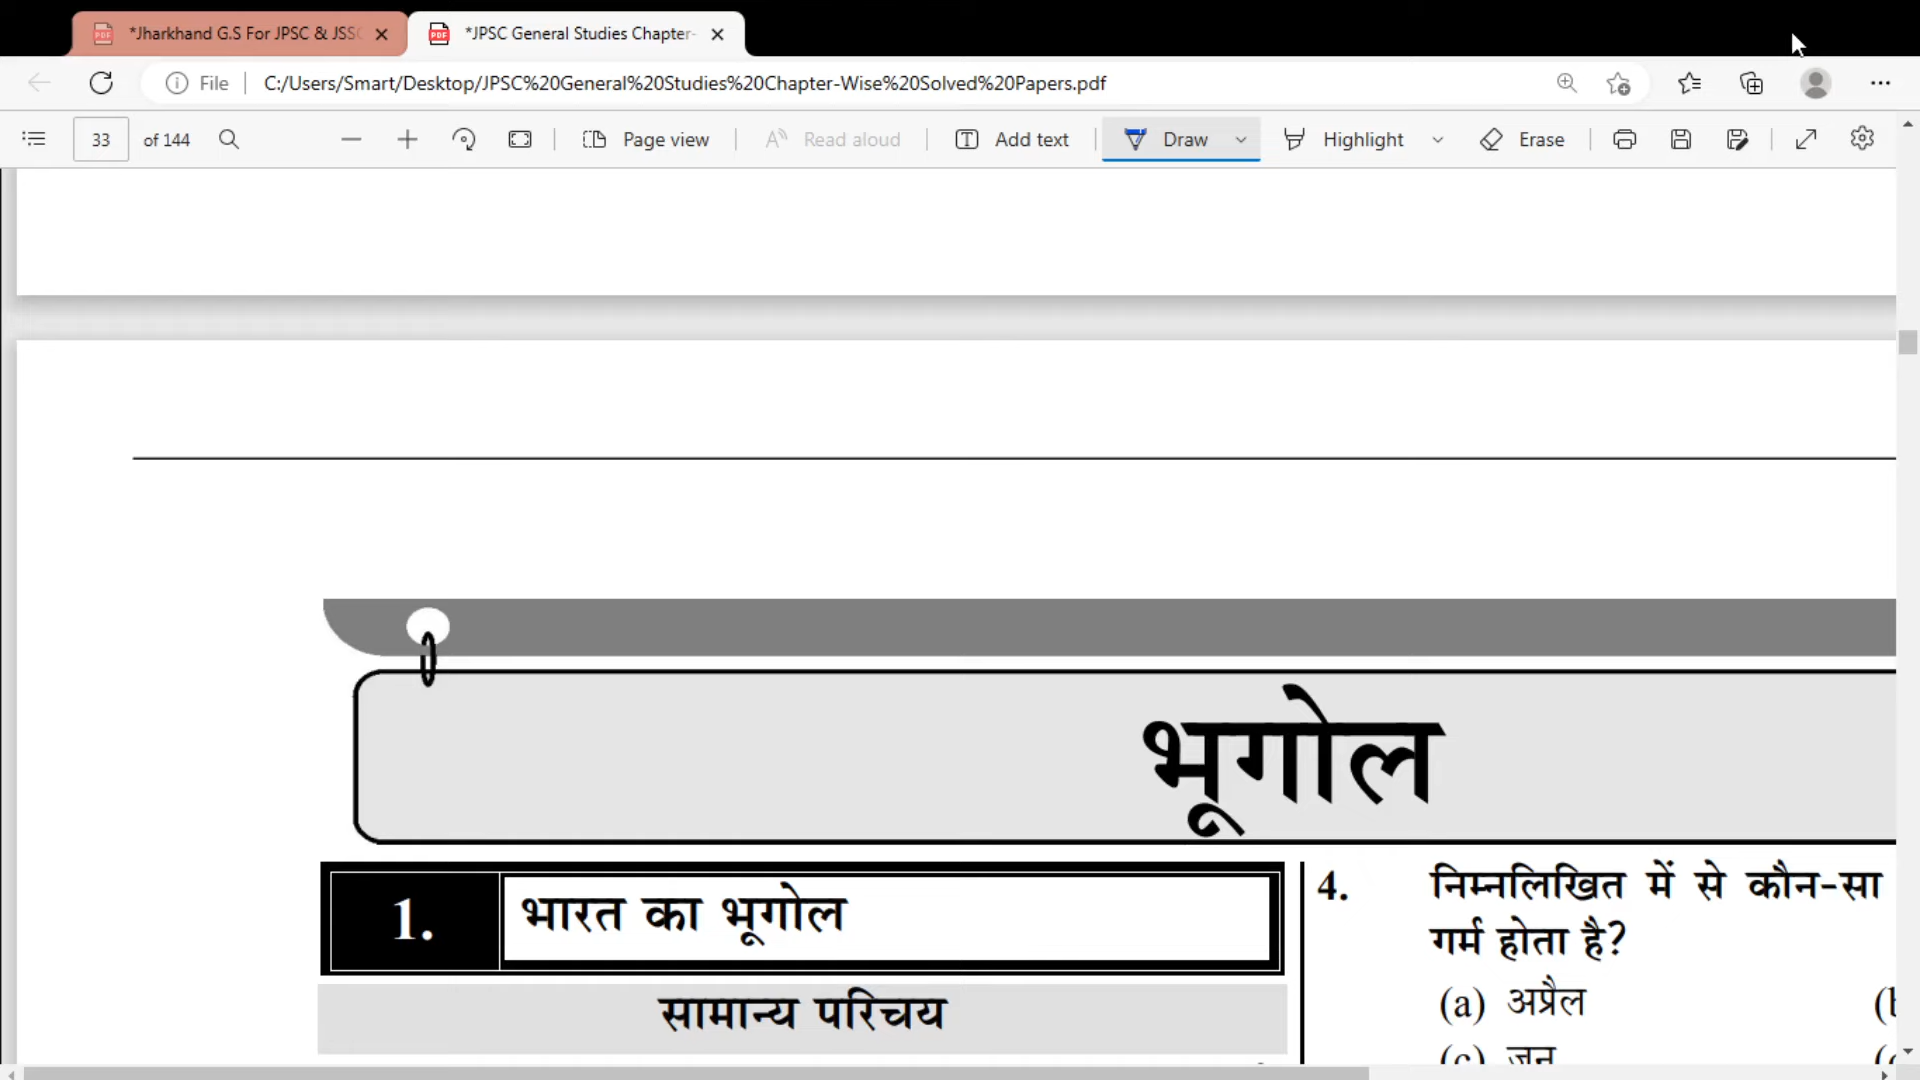 *Jharkhand G.S For JPSC & JSSC
*JPSC General Studies Chapter-
File
C:/Users/Smart/Desktop/JPSC%20General%20Studies%20Chapter-Wise%20Solved%20Papers.pdf
33 of 144
Page view
Read aloud
Add text
Draw
Highlight
Erase
भूगोल
1. भारत का भूगोल
सामान्य परिचय
4. निम्नलिखित में से कौन-सा
गर्म होता है?
(a) अप्रैल
(c) जून